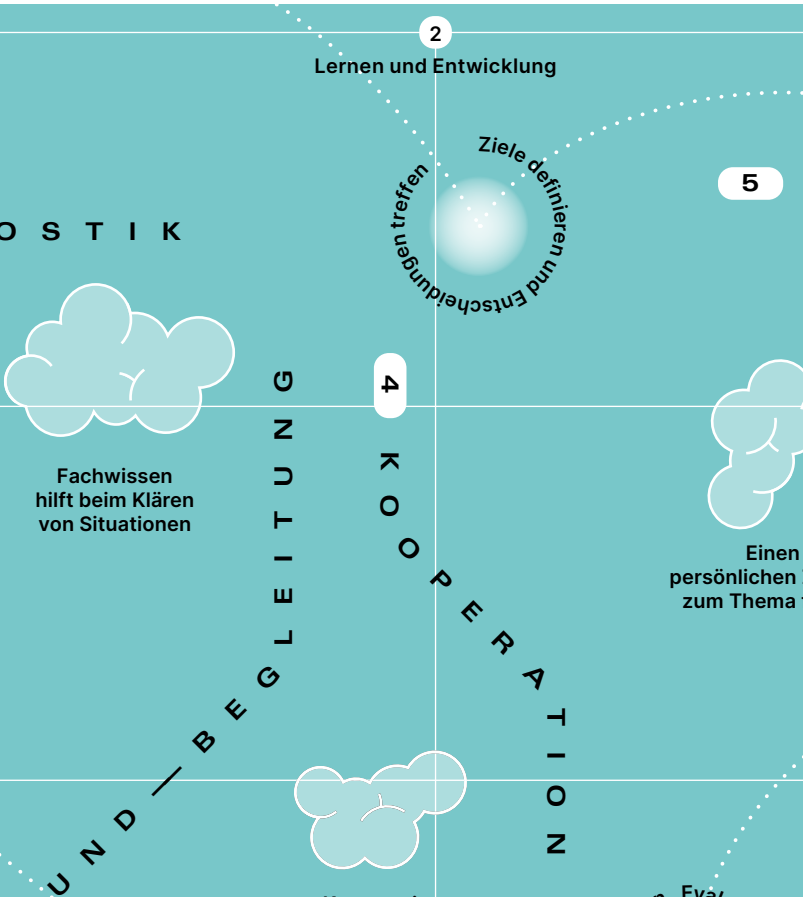 2
Lernen und Entwicklung
Ziele definieren und Entscheidungen treffen
5
OSTIK
4
KOOPERATION
UND—BEGLEITUNG
Fachwissen
hilft beim Klären
von Situationen
Einen
persönlichen
zum Thema